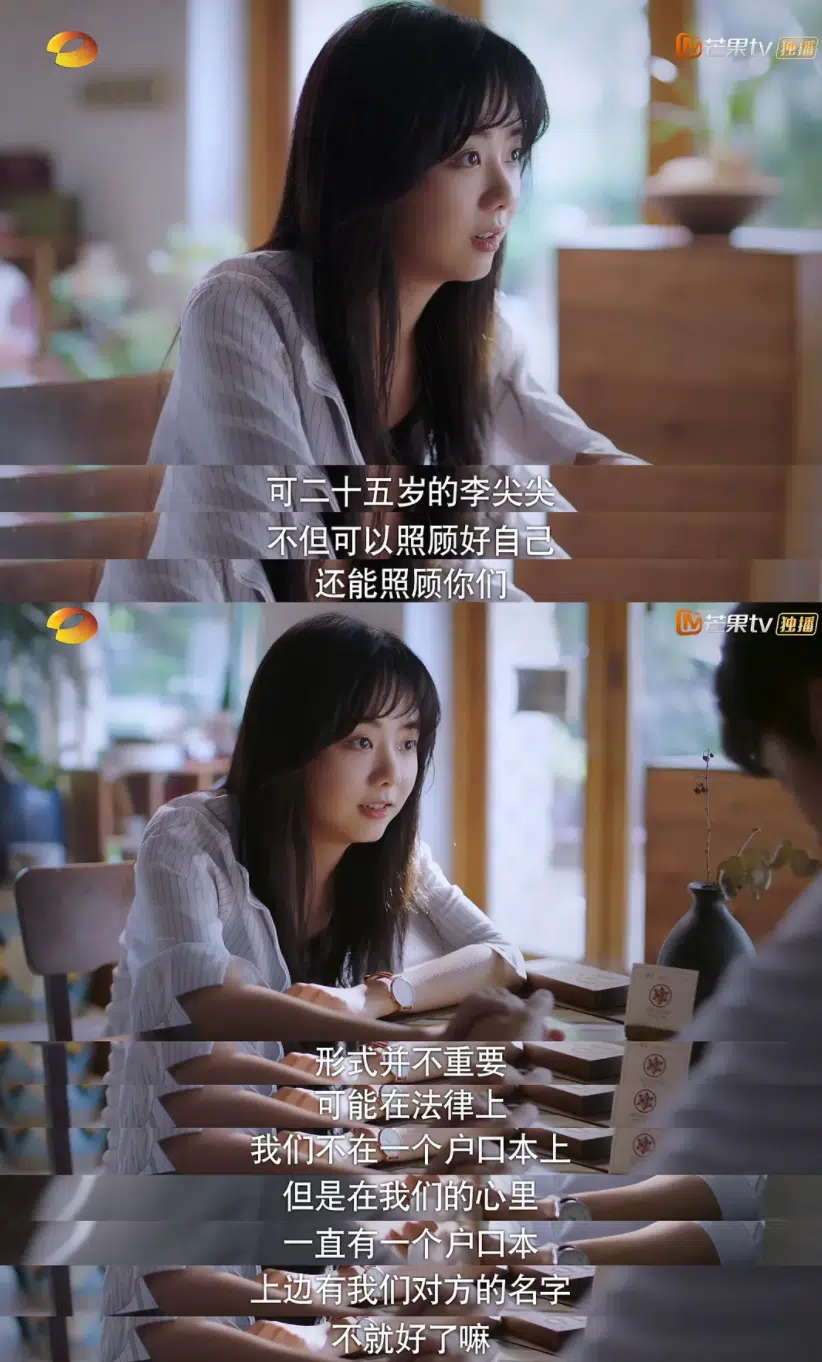 芒果tv 独播
可二十五岁的李尖尖
不但可以照顾好自己
还能照顾你们
芒果tv 独播
形式并不重要
可能在法律上
我们不在一个户口本上
但是在我们的心里
一直有一个户口本
上边有我们对方的名字
不就好了嘛